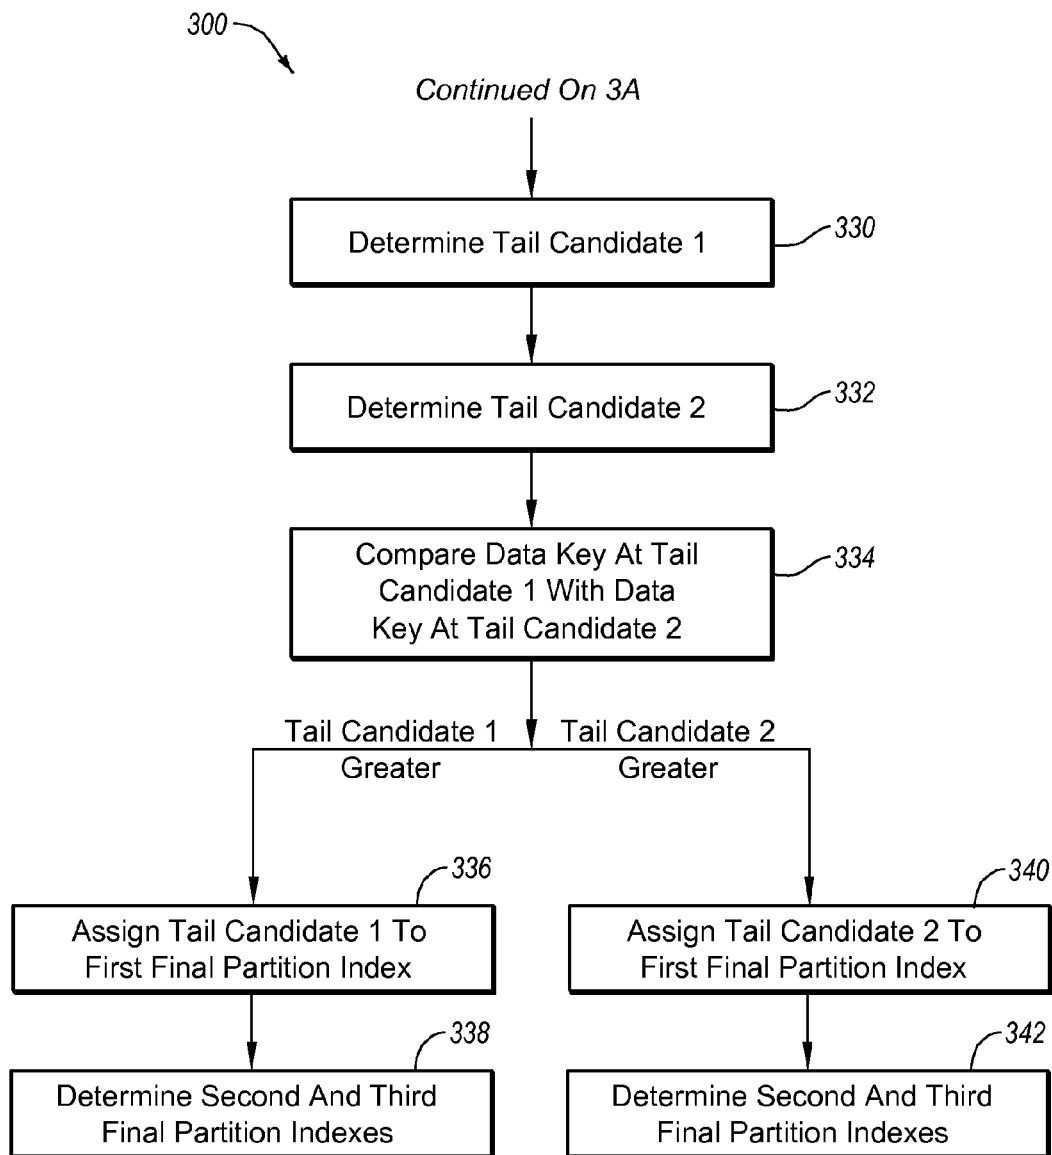 300
Continued On 3A
Determine Tail Candidate 1
330
Determine Tail Candidate 2
332
Compare Data Key At Tail
Candidate 1 With Data
Key At Tail Candidate 2
334
Tail Candidate 1
Greater
Tail Candidate 2
Greater
336
Assign Tail Candidate 1 To
First Final Partition Index
340
Assign Tail Candidate 2 To
First Final Partition Index
338
Determine Second And Third
Final Partition Indexes
342
Determine Second And Third
Final Partition Indexes